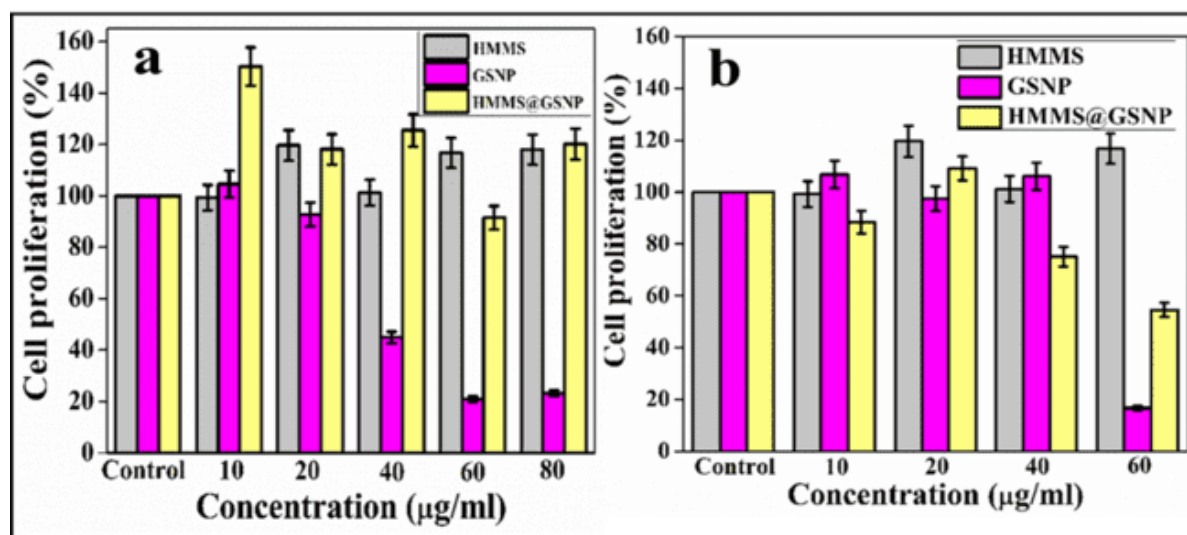 a
HMMS
GSNP
HMMS@GSNP
Cell proliferation (%)
160
140
120
100
80
60
40
20
0
Control 10 20 40 60 80
Concentration (μg/ml)
b
HMMS
GSNP
HMMS@GSNP
Cell proliferation (%)
160
140
120
100
80
60
40
20
0
Control 10 20 40 60
Concentration (μg/ml)